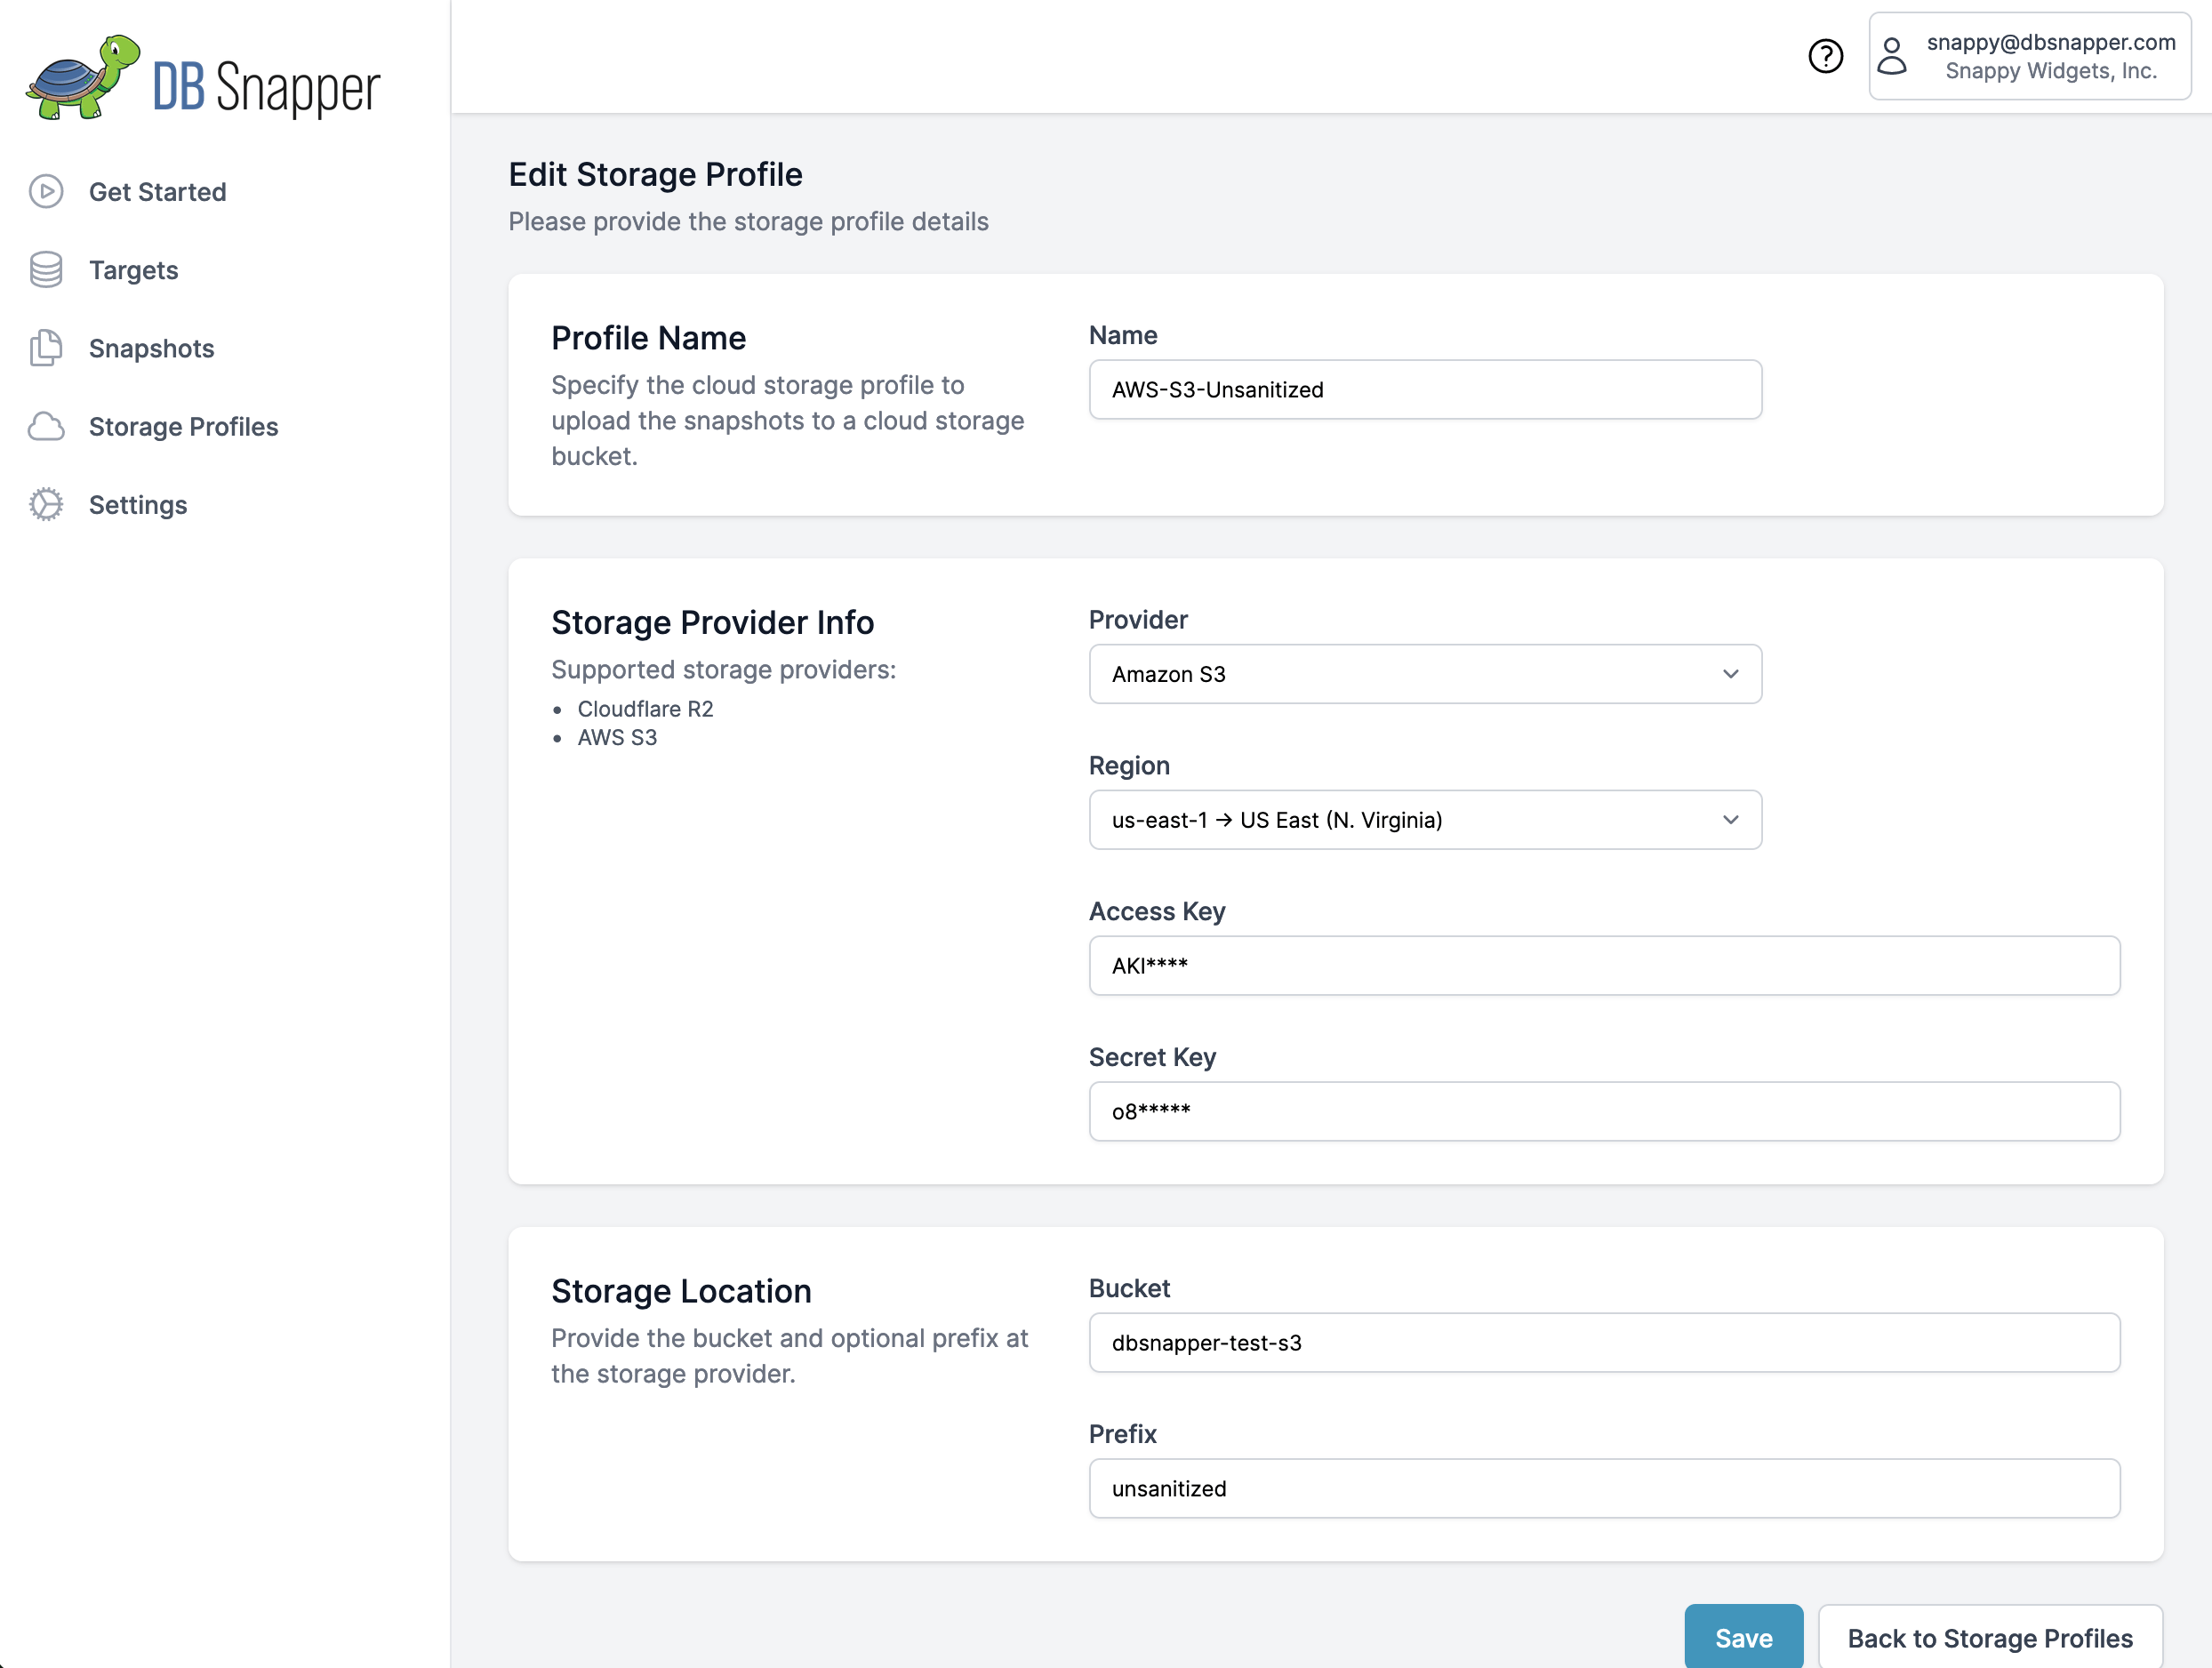 DB Snapper
snappy@dbsnapper.com
Snappy Widgets, Inc.
Get Started
Targets
Snapshots
Storage Profiles
Settings
Edit Storage Profile
Please provide the storage profile details
Profile Name
Specify the cloud storage profile to
upload the snapshots to a cloud storage
bucket.
Name
AWS-S3-Unsanitized
Storage Provider Info
Supported storage providers:
• Cloudflare R2
• AWS S3
Provider
Amazon S3
Region
us-east-1 → US East (N. Virginia)
Access Key
AKI****
Secret Key
o8*****
Storage Location
Provide the bucket and optional prefix at
the storage provider.
Bucket
dbsnapper-test-s3
Prefix
unsanitized
Save
Back to Storage Profiles